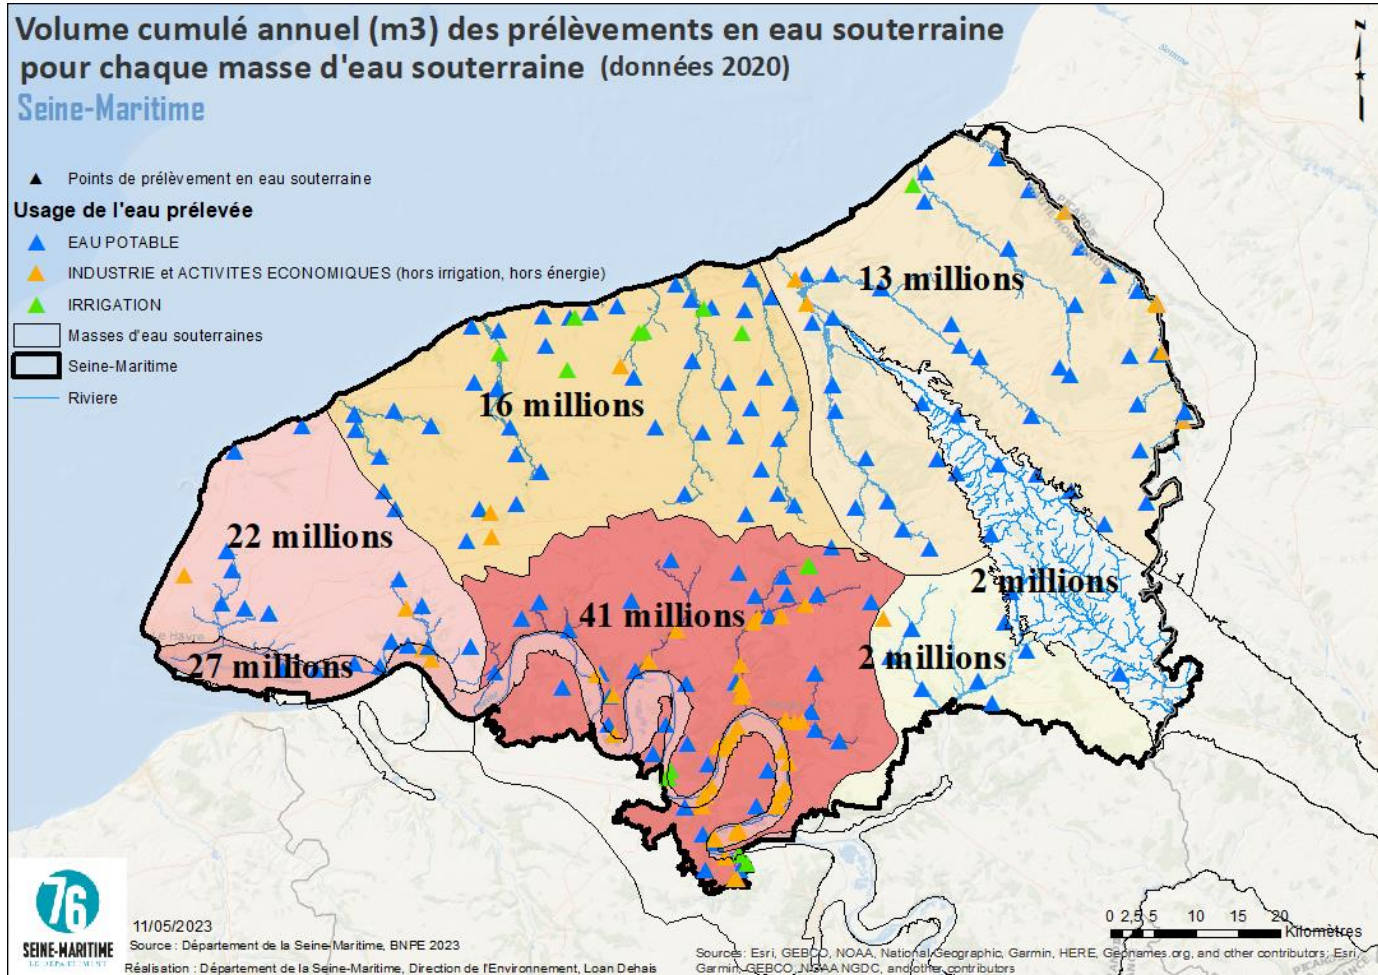 Volume cumulé annuel (m3) des prélèvements en eau souterraine
pour chaque masse d'eau souterraine (données 2020)
Seine-Maritime
N
Points de prélèvement en eau souterraine
Usage de l'eau prélevée
EAU POTABLE
INDUSTRIE et ACTIVITES ECONOMIQUES (hors irrigation, hors énergie)
IRRIGATION
Masses d'eau souterraines
Seine-Maritime
Riviere
Somme
13 millions
16 millions
22 millions
2 millions
41 millions
Le Havre
27 millions
2 millions
76
SEINE-MARITIME
LE DEPARTEMENT
11/05/2023
Source : Département de la Seine-Maritime, BNPE 2023
Réalisation : Département de la Seine-Maritime, Direction de l'Environnement, Loan Dehais
0 2,5 5 10 15 20
Kilomètres
Sources: Esri, GEBCO, NOAA, National Geographic, Garmin, HERE, Geonames.org, and other contributors; Esri,
Garmin, GEBCO, NOAA NGDC, and other contributors